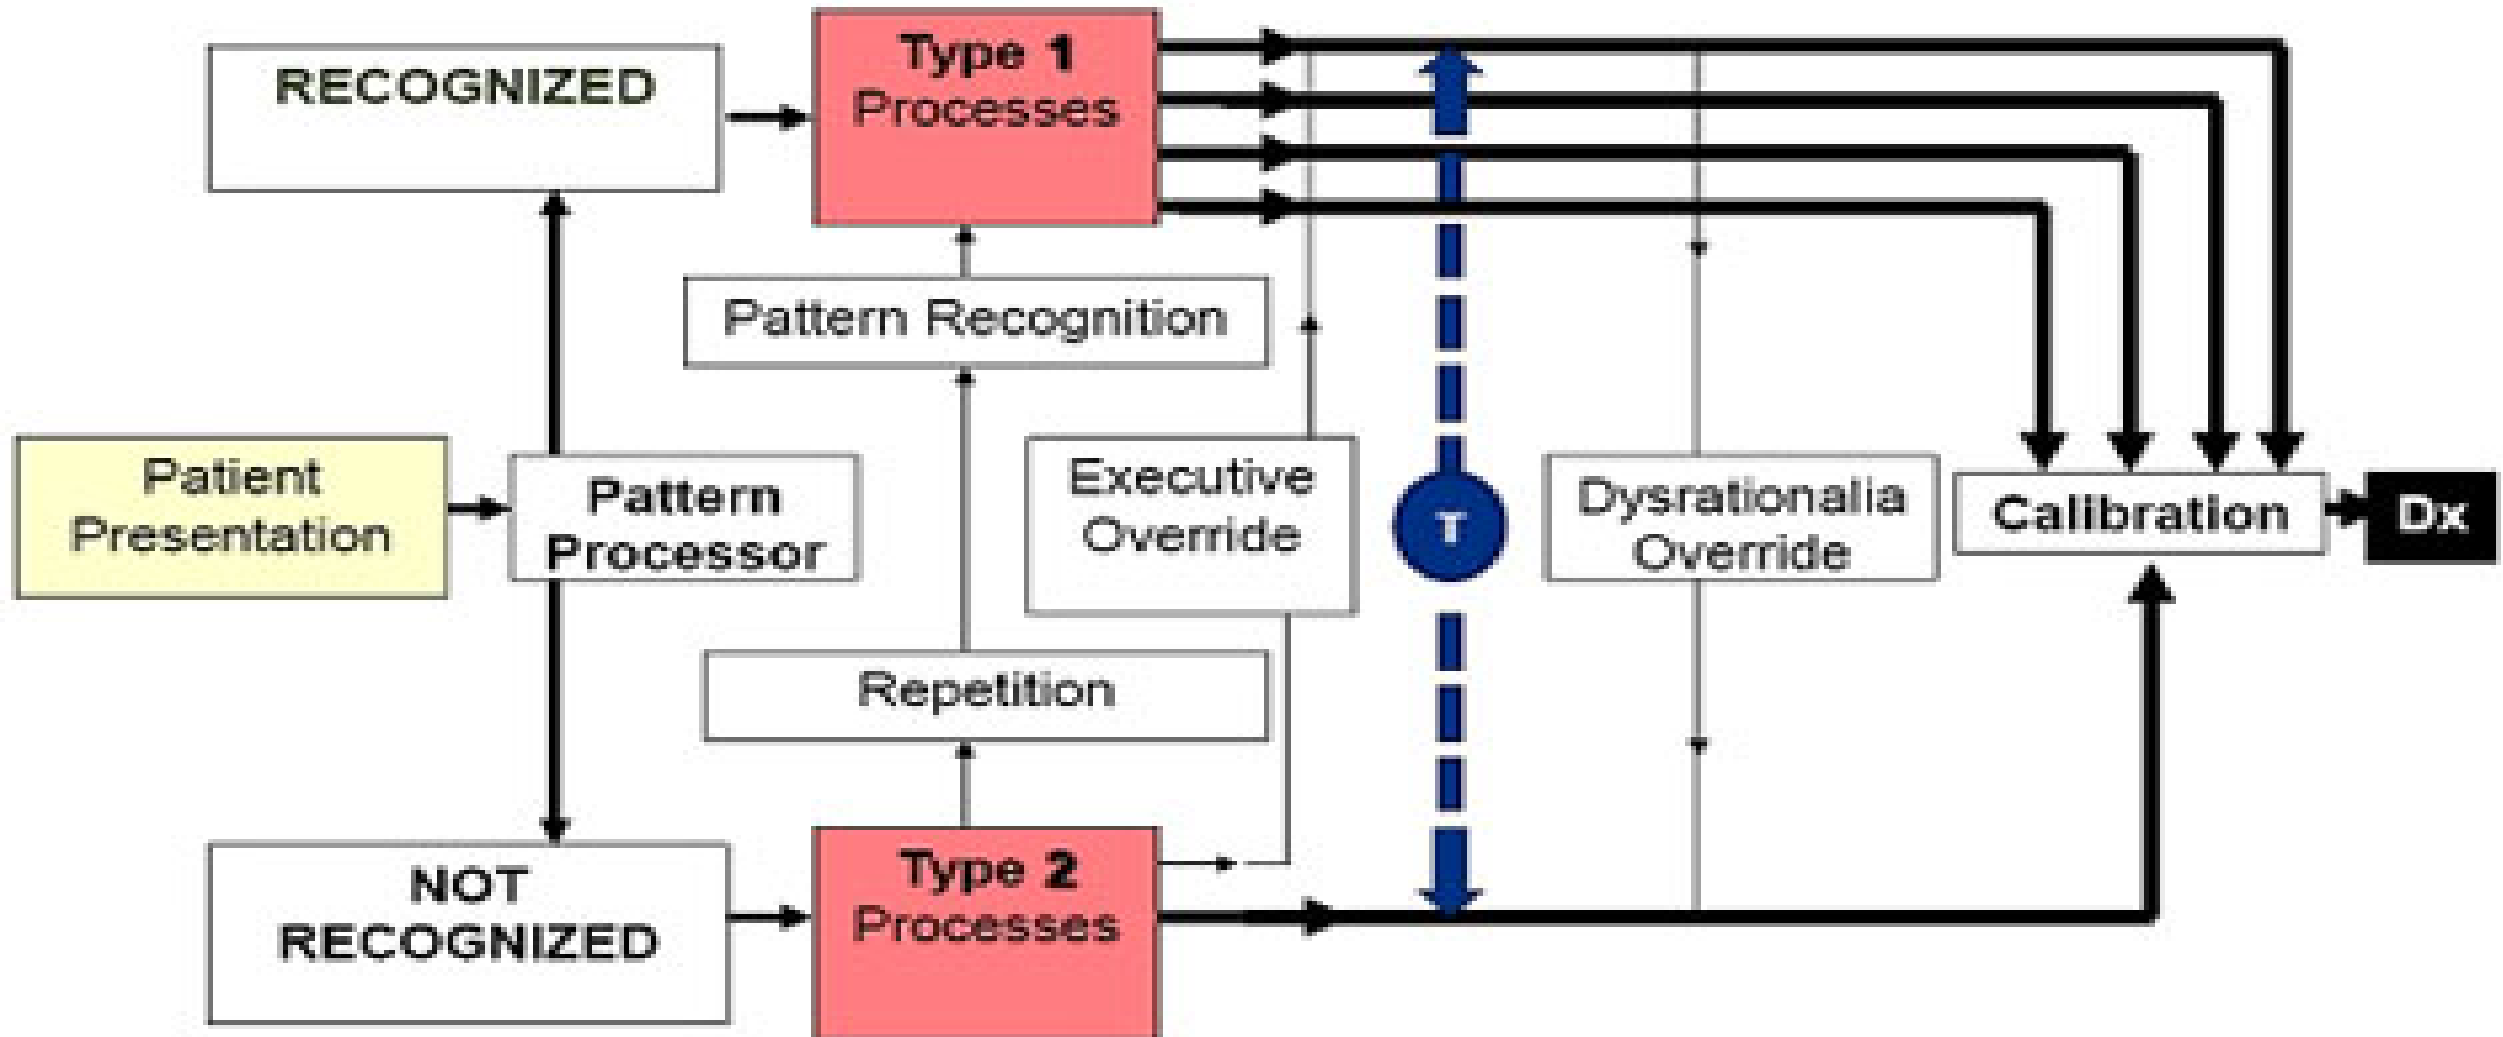 RECOGNIZED
Type 1
Processes
Pattern Recognition
Patient
Presentation
Pattern
Processor
Executive
Override
T
Dysrationalia
Override
Calibration
Dx
Repetition
NOT
RECOGNIZED
Type 2
Processes